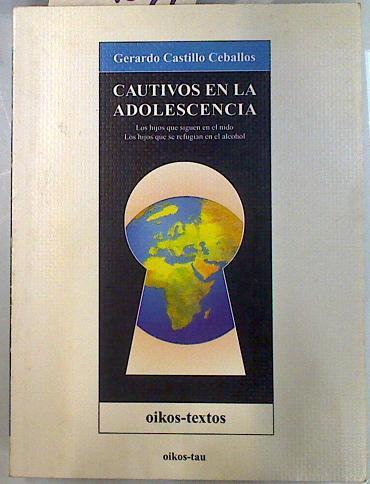 Gerardo Castillo Ceballos
CAUTIVOS EN LA
ADOLESCENCIA
Los hijos que siguen en el nido
Los hijos que se refugian en el alcohol
oikos-textos
oikos-tau